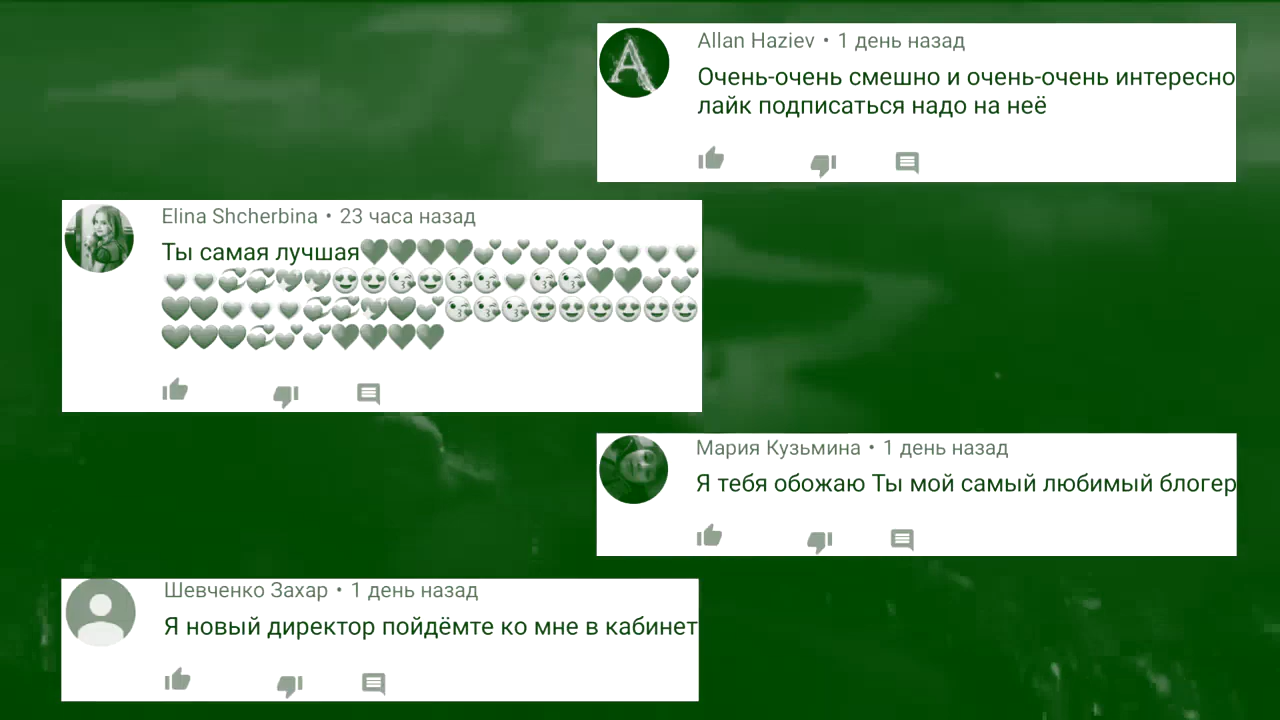 Allan Haziev • 1 день назад
Очень-очень смешно и очень-очень интересно
лайк подписаться надо на неё
Elina Shcherbina • 23 часа назад
Ты самая лучшая
Мария Кузьмина • 1 день назад
Я тебя обожаю Ты мой самый любимый блогер
Шевченко Захар • 1 день назад
Я новый директор пойдёмте ко мне в кабинет